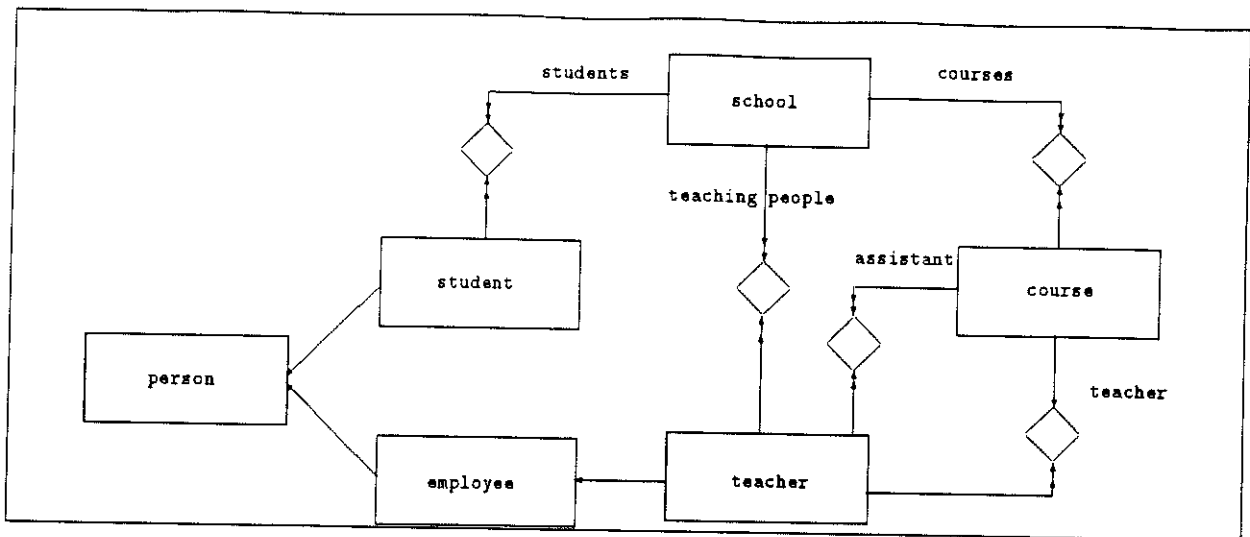 students
courses
school
teaching people
assistant
student
course
person
teacher
employee
teacher